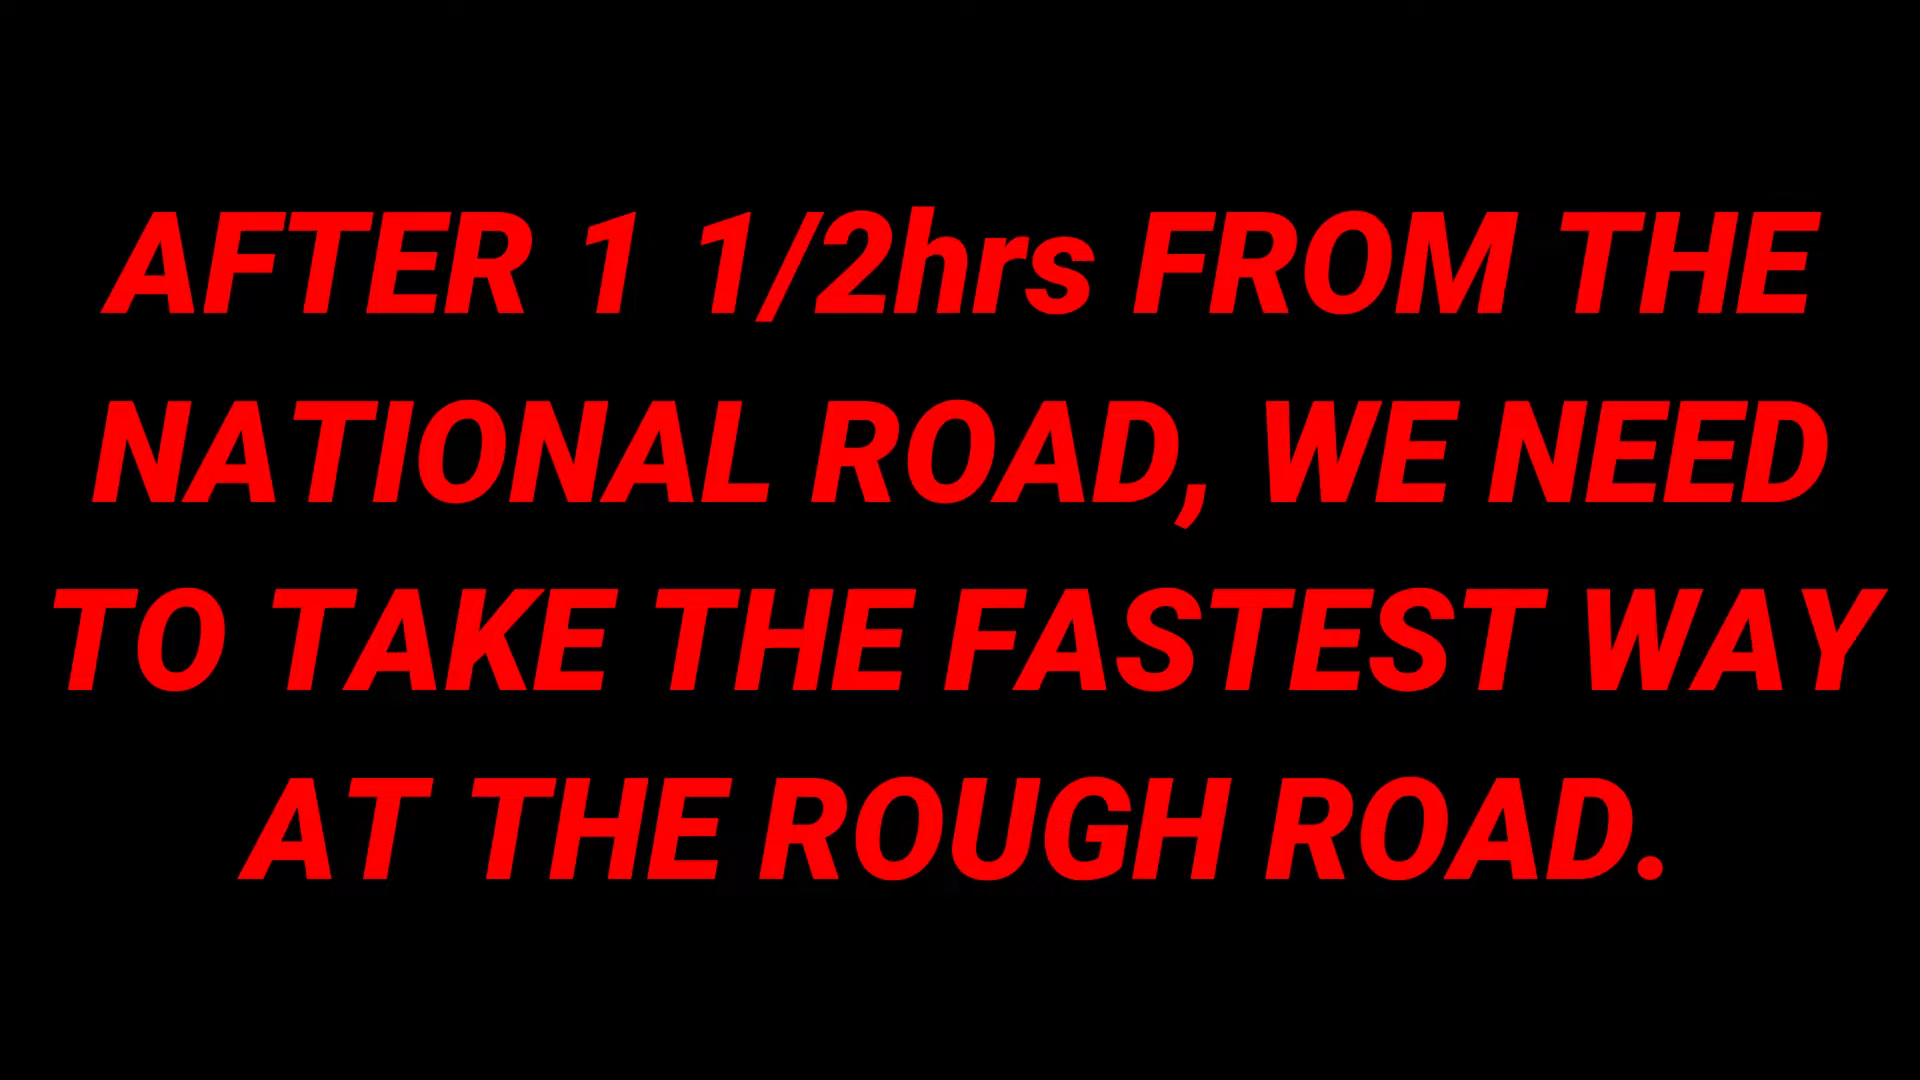 AFTER 1 1/2hrs FROM THE
NATIONAL ROAD, WE NEED
TO TAKE THE FASTEST WAY
AT THE ROUGH ROAD.